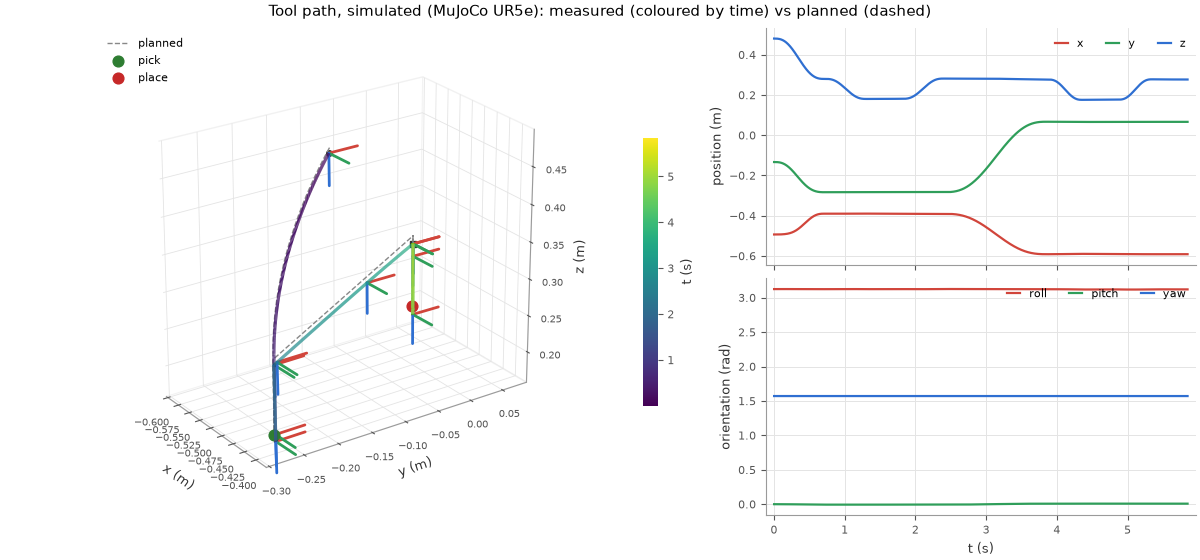 Tool path, simulated (MuJoCo UR5e): measured (coloured by time) vs planned (dashed)
planned
pick
place
0.45
0.40
0.35
0.30
0.25
0.20
z (m)
−0.600
−0.575
−0.550
−0.525
−0.500
−0.475
−0.450
−0.425
−0.400
x (m)
−0.30
−0.25
−0.20
−0.15
−0.10
−0.05
0.00
0.05
y (m)
5
4
3
2
1
t (s)
x y z
0.4
0.2
0.0
−0.2
−0.4
−0.6
position (m)
roll pitch yaw
3.0
2.5
2.0
1.5
1.0
0.5
0.0
orientation (rad)
0 1 2 3 4 5
t (s)